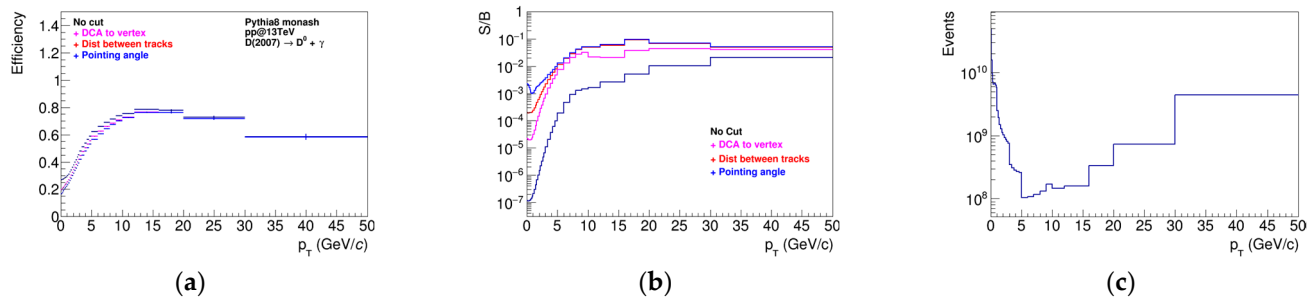 Efficiency
1.4
1.2
1
0.8
0.6
0.4
0.2
0
No cut
+ DCA to vertex
+ Dist between tracks
+ Pointing angle
Pythia8 monash
pp@13TeV
D(2007) → D⁰ + γ
0 5 10 15 20 25 30 35 40 45 50
p_T (GeV/c)
(a)
S/B
1
10⁻¹
10⁻²
10⁻³
10⁻⁴
10⁻⁵
10⁻⁶
10⁻⁷
No Cut
+ DCA to vertex
+ Dist between tracks
+ Pointing angle
0 5 10 15 20 25 30 35 40 45 50
p_T (GeV/c)
(b)
Events
10¹⁰
10⁹
10⁸
0 5 10 15 20 25 30 35 40 45 50
p_T (GeV/c)
(c)